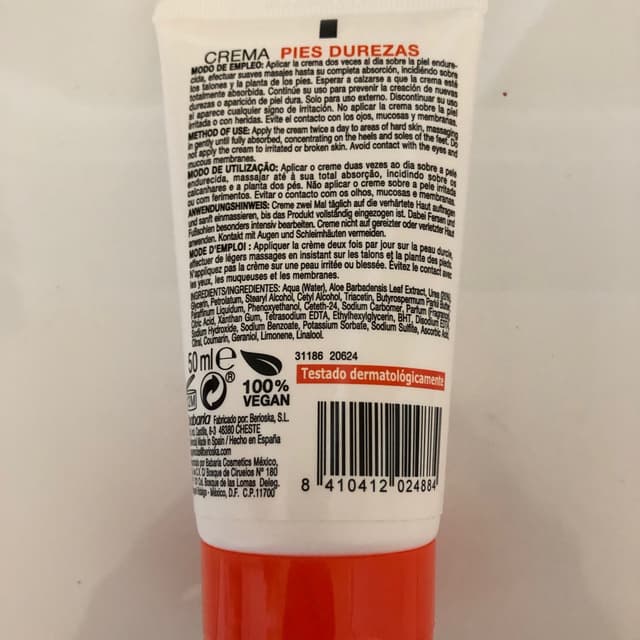 CREMA PIES DUREZAS
MODO DE EMPLEO: Aplicar la crema dos veces al día sobre la piel endure-
cida, efectuar suaves masajes hasta su completa absorción, incidiendo sobre
los talones y la planta de los pies. Esperar a calzarse a que la crema esté
totalmente absorbida. Continúe su uso para prevenir la creación de nuevas
durezas o aparición de piel dura. Solo para uso externo. Discontinuar su uso
si aparece cualquier signo de irritación. No aplicar la crema sobre la piel
irritada o con heridas. Evite el contacto con los ojos, mucosas y membranas.
METHOD OF USE: Apply the cream twice a day to areas of hard skin, massaging
in gently until fully absorbed, concentrating on the heels and soles of the feet. Do
not apply the cream to irritated or broken skin. Avoid contact with the eyes and
mucous membranes.
MODO DE UTILIZAÇÃO: Aplicar o creme duas vezes ao dia sobre a pele
endurecida, massajar até à sua total absorção, incidindo sobre os
calcanhares e a planta dos pés. Não aplicar o creme sobre a pele irritada
ou com ferimentos. Evitar o contacto com os olhos, mucosas e membranas.
ANWENDUNGSHINWEIS: Creme zwei Mal täglich auf die verhärtete Haut auftragen
und sanft einmassieren, bis das Produkt vollständig eingezogen ist. Dabei Fersen und
Fußsohlen besonders intensiv bearbeiten. Creme nicht auf gereizter oder verletzter Haut
anwenden. Kontakt mit Augen und Schleimhäuten vermeiden.
MODE D'EMPLOI : Appliquer la crème deux fois par jour sur la peau durcie,
effectuer de légers massages en insistant sur les talons et la plante des pieds.
N'appliquez pas la crème sur une peau irritée ou blessée. Évitez le contact avec
les yeux, les muqueuses et les membranes.
INGREDIENTS/INGREDIENTES: Aqua (Water), Aloe Barbadensis Leaf Extract, Urea (20%),
Glycerin, Petrolatum, Stearyl Alcohol, Cetyl Alcohol, Triacetin, Butyrospermum Parkii
Paraffinum Liquidum, Phenoxyethanol, Ceteth-24, Sodium Carbomer, Parfum (Fragrance),
Citric Acid, Xanthan Gum, Tetrasodium EDTA, Ethylhexylglycerin, BHT, Disodium EDTA,
Sodium Hydroxide, Sodium Benzoate, Potassium Sorbate, Sodium Sulfite, Ascorbic Acid,
Citral, Coumarin, Geraniol, Limonene, Linalool.
50 ml e
31186 20624
Testado dermatológicamente
12M
100%
VEGAN
babaria Fabricado por: Berioska, S.L.
Castilla, 8-3 46380 CHESTE
Made in Spain / Hecho en España
berioska.com
por Babaria Cosmetics México,
C.V. C/ Bosque de Ciruelos Nº 180
Col. Bosque de las Lomas Deleg.
Hidalgo - México, D.F. C.P.11700
8 410412 024884